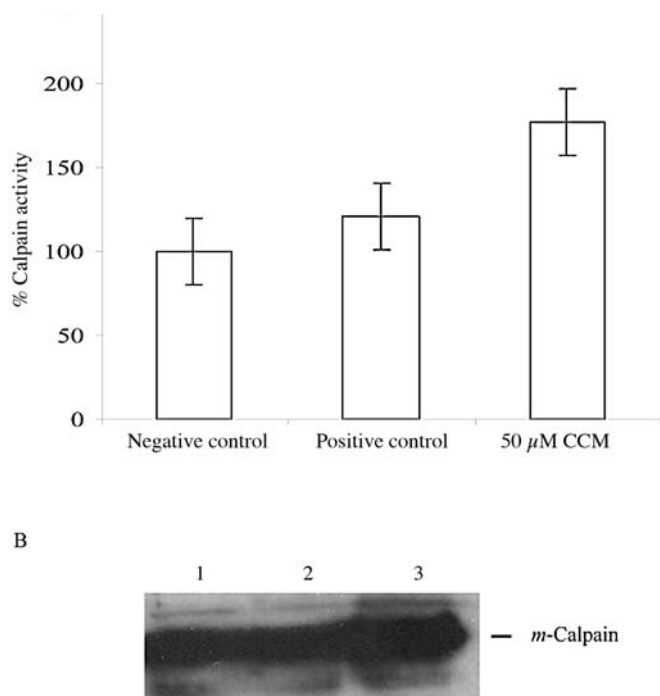 200
150
100
50
0
% Calpain activity
Negative control Positive control 50 µM CCM
B
1 2 3
m-Calpain